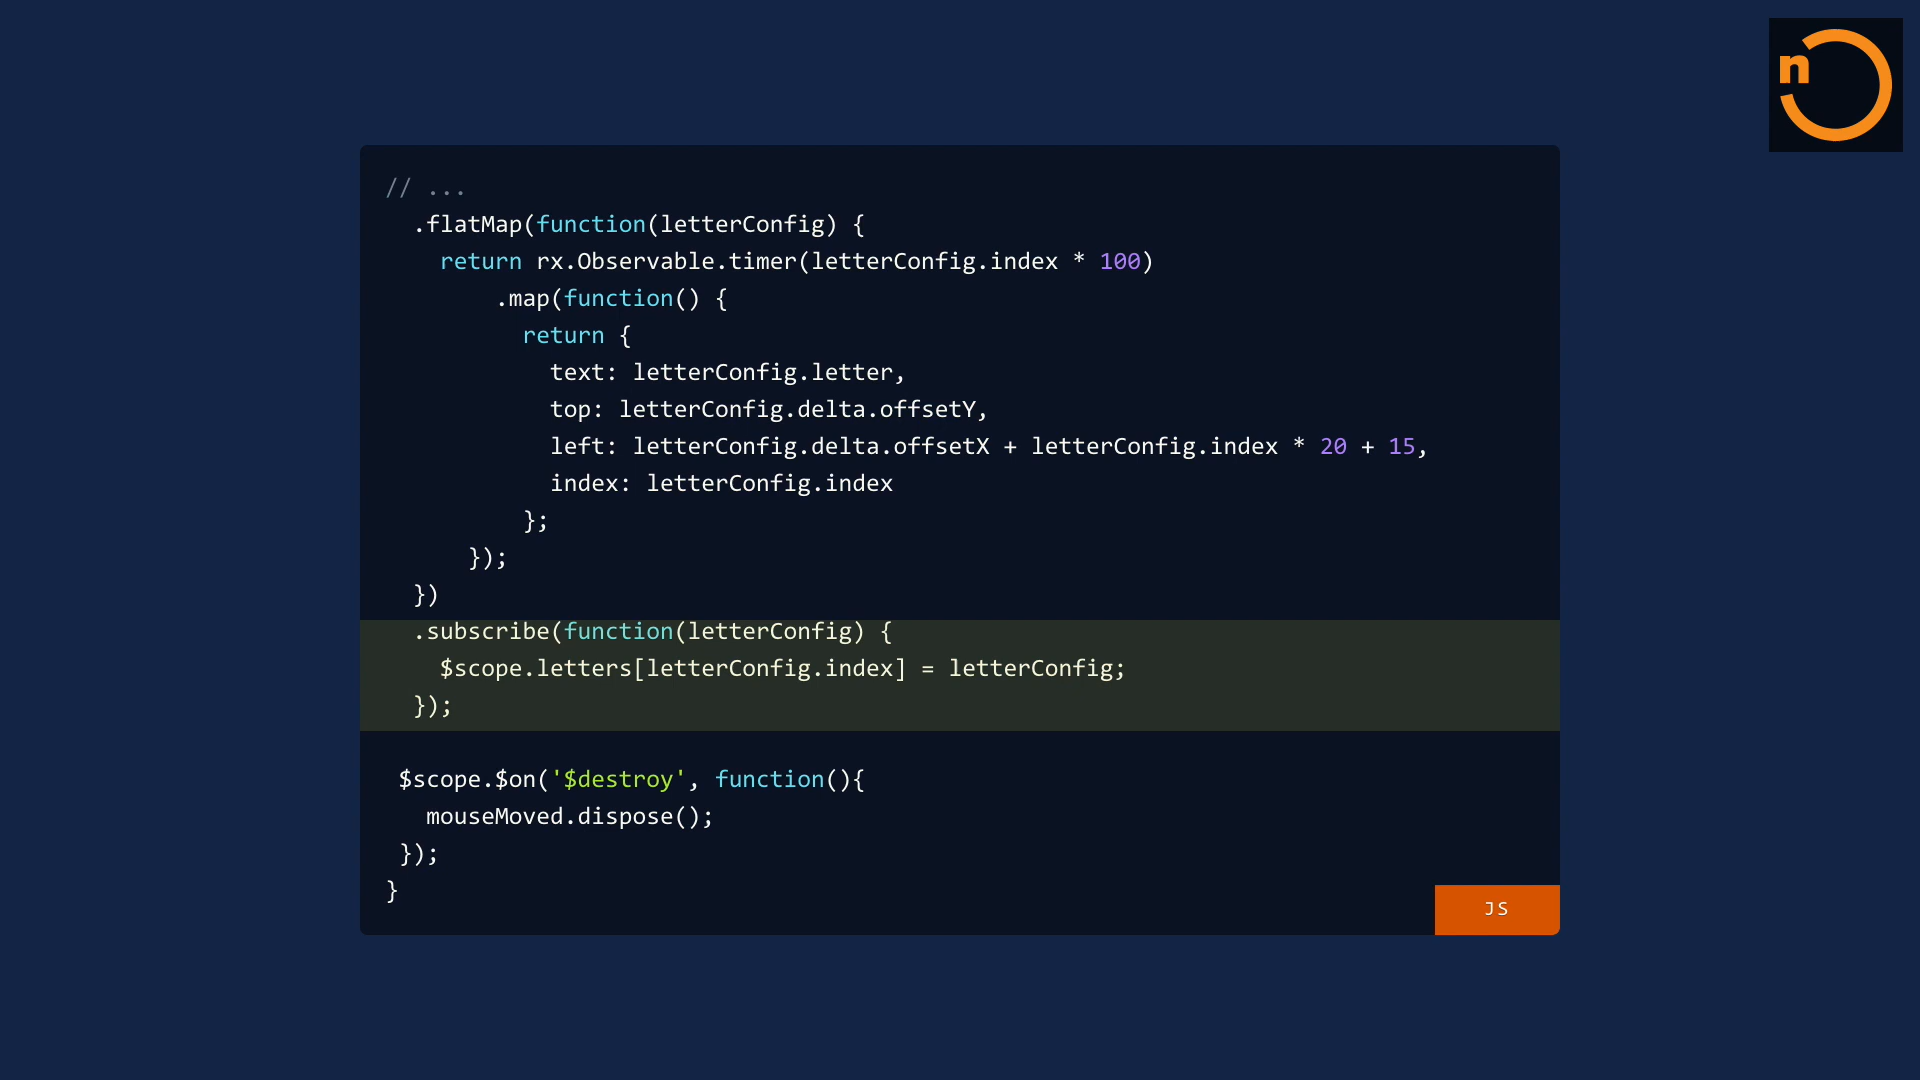 n
// ...
.flatMap(function(letterConfig) {
return rx.Observable.timer(letterConfig.index * 100)
.map(function() {
return {
text: letterConfig.letter,
top: letterConfig.delta.offsetY,
left: letterConfig.delta.offsetX + letterConfig.index * 20 + 15,
index: letterConfig.index
};
});
})
.subscribe(function(letterConfig) {
$scope.letters[letterConfig.index] = letterConfig;
});
$scope.$on('$destroy', function(){
mouseMoved.dispose();
});
}
JS